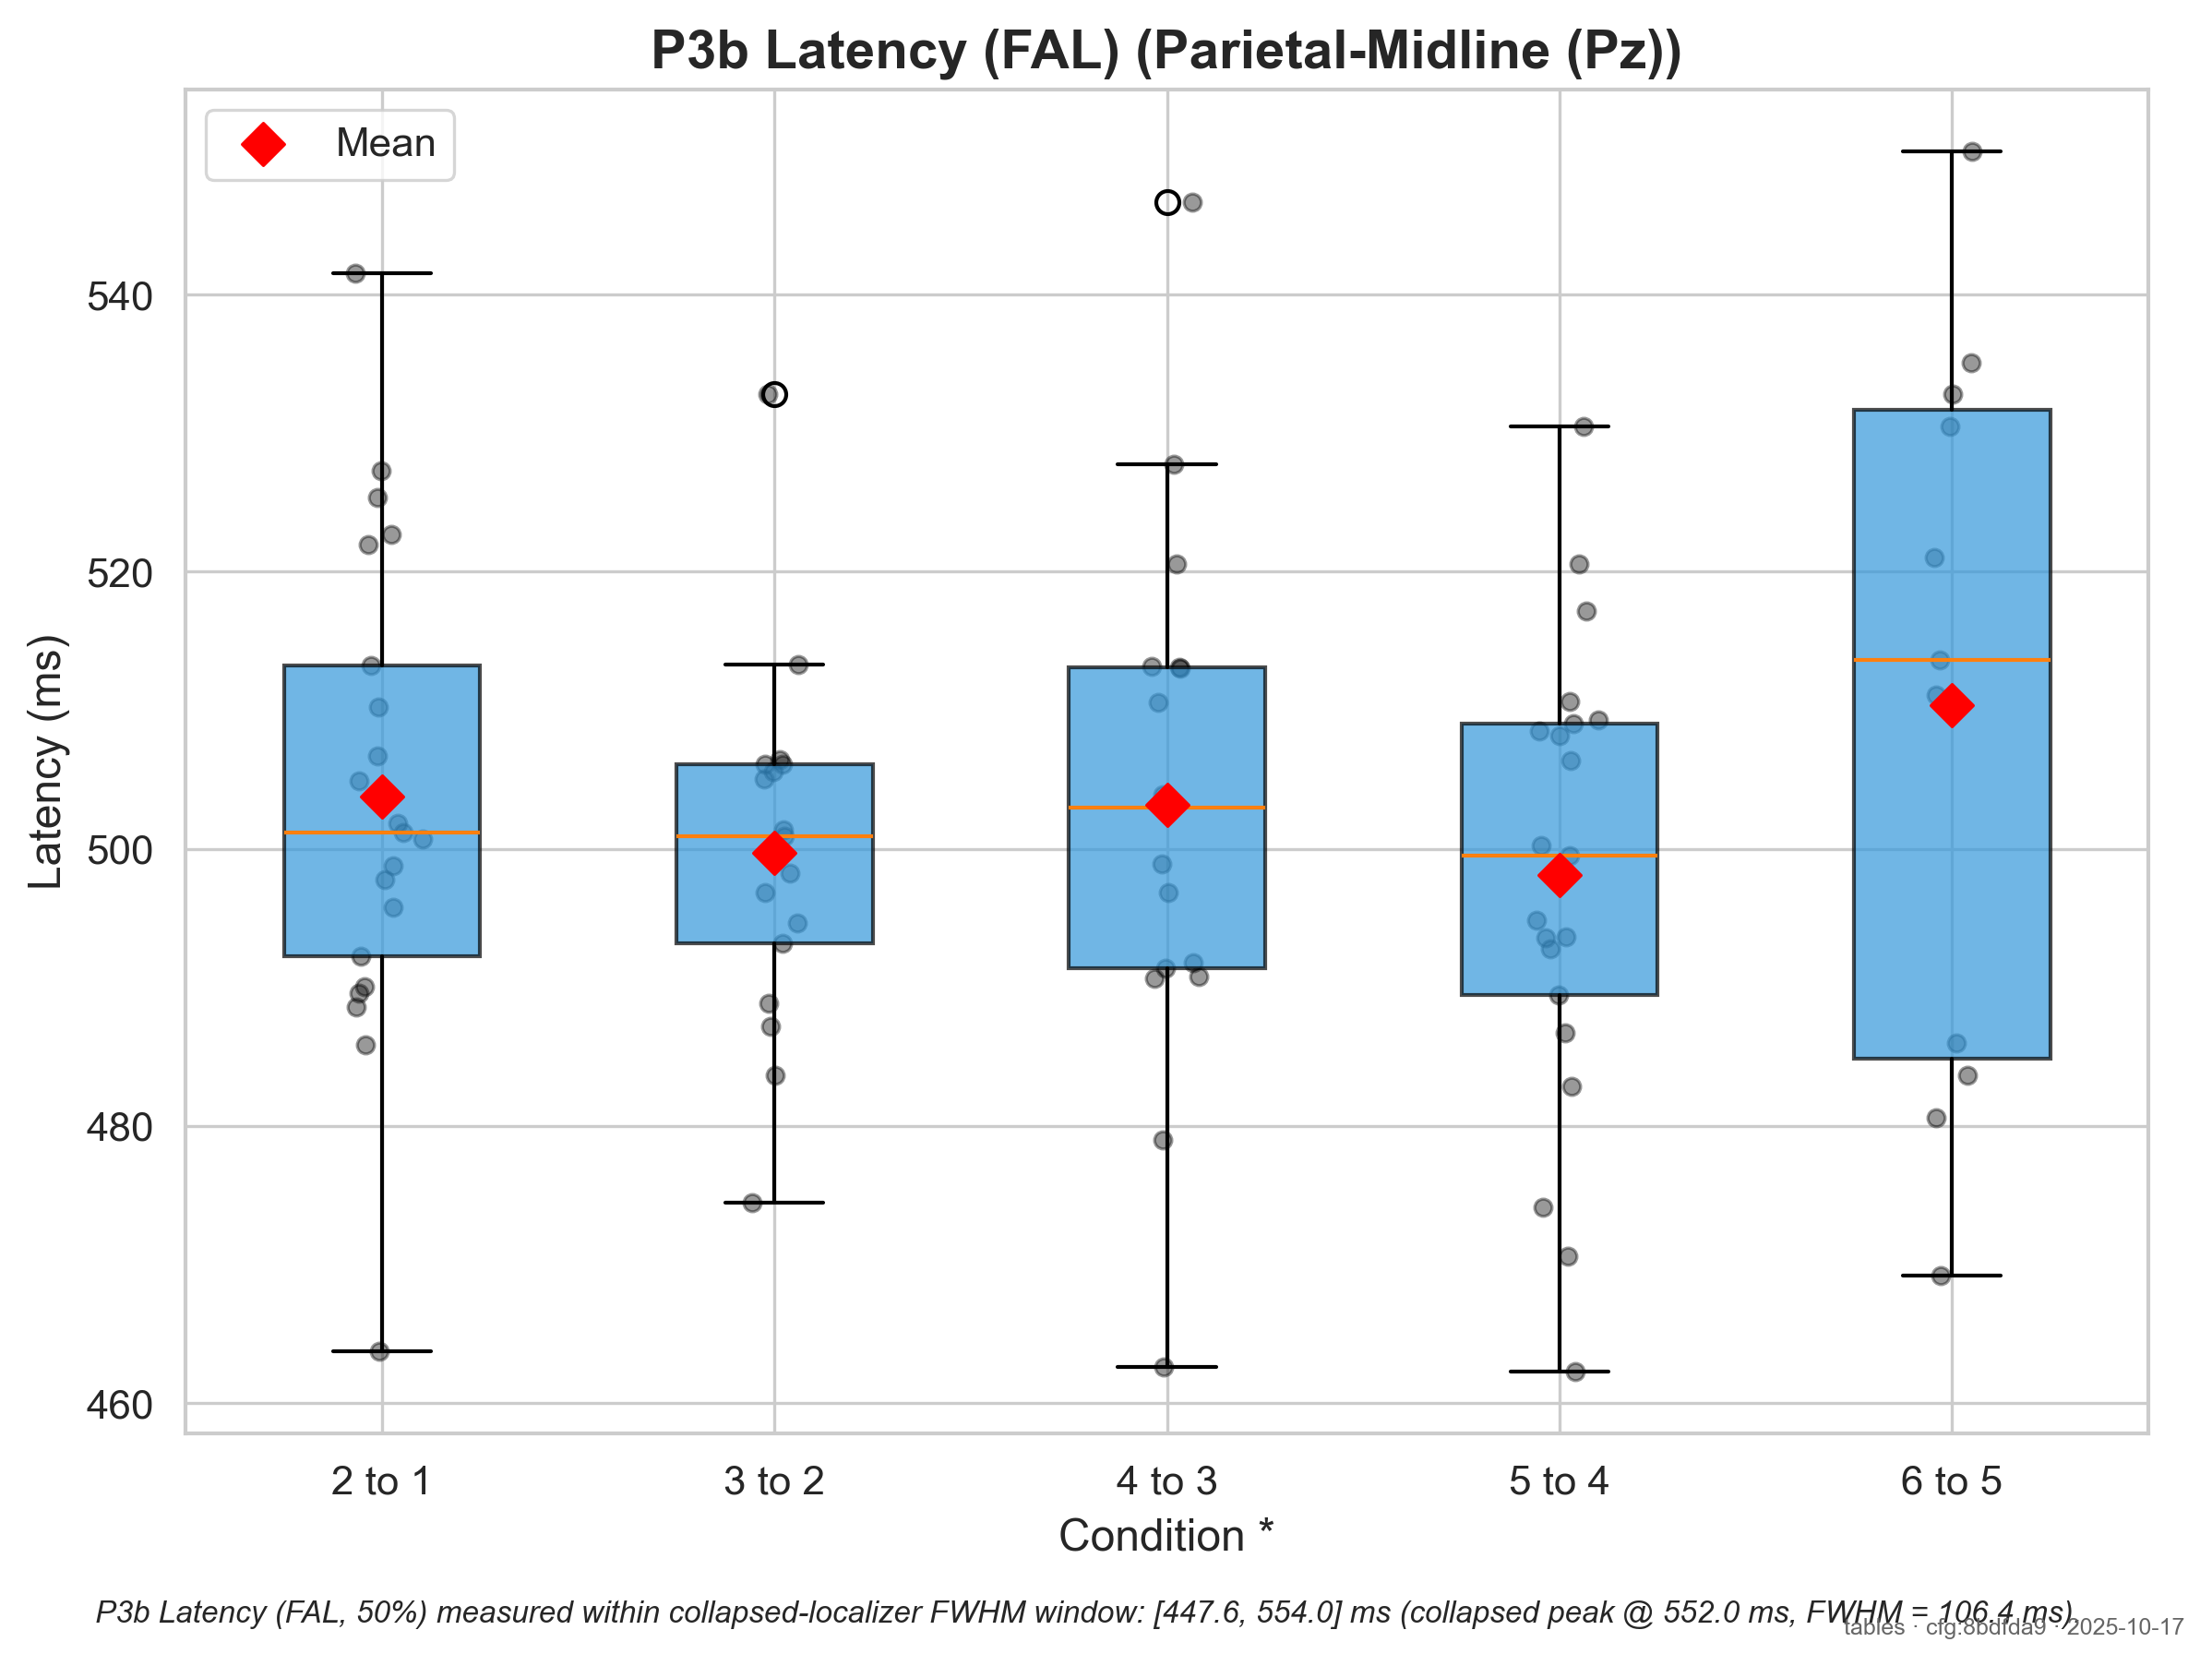 P3b Latency (FAL) (Parietal-Midline (Pz))
Mean
Latency (ms)
540
520
500
480
460
2 to 1
3 to 2
4 to 3
5 to 4
6 to 5
Condition *
P3b Latency (FAL, 50%) measured within collapsed-localizer FWHM window: [447.6, 554.0] ms (collapsed peak @ 552.0 ms, FWHM = 106.4 ms).
tables · cfg:8bdfda9 · 2025-10-17